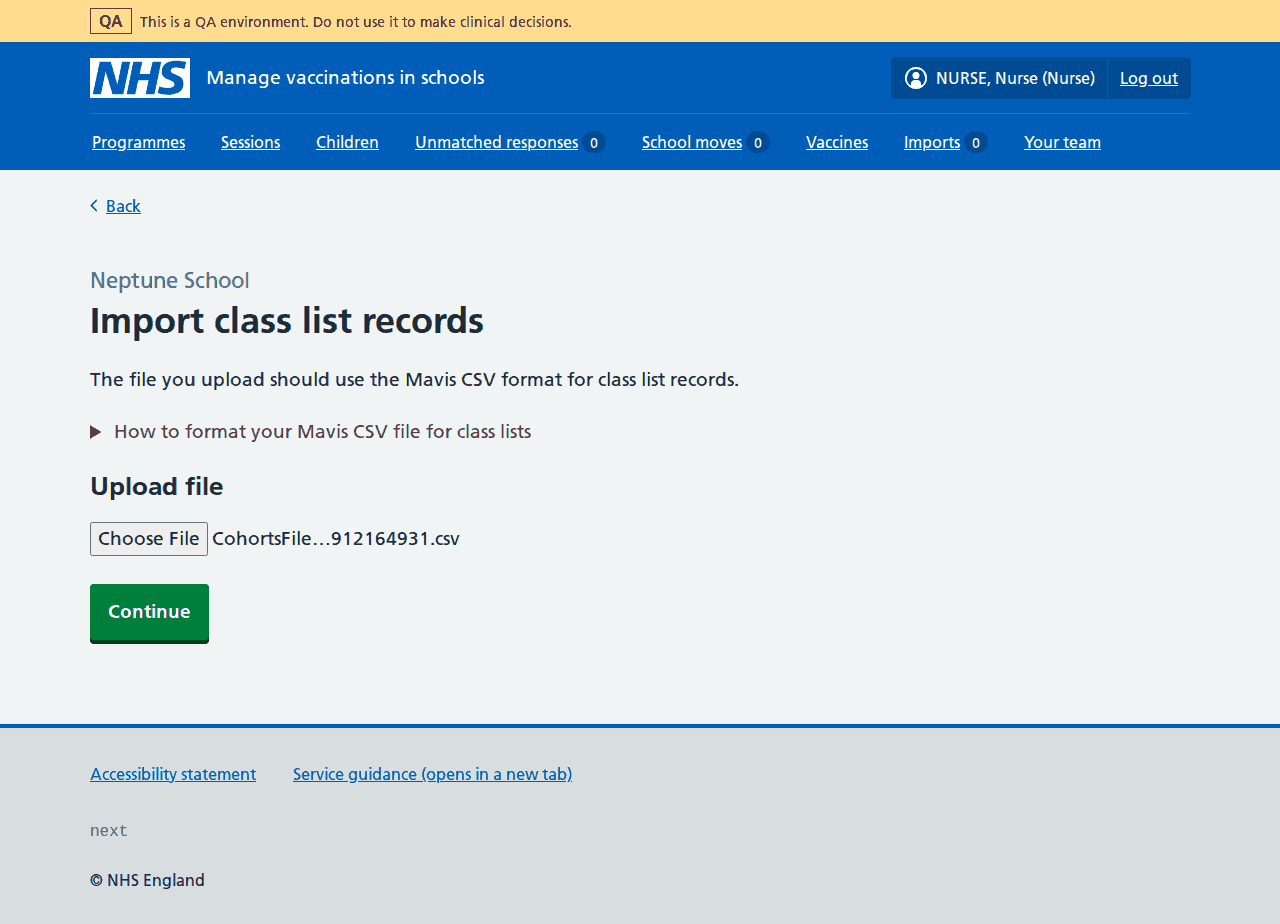 QA This is a QA environment. Do not use it to make clinical decisions.
NHS Manage vaccinations in schools NURSE, Nurse (Nurse) Log out
Programmes Sessions Children Unmatched responses 0 School moves 0 Vaccines Imports 0 Your team
Back
Neptune School
Import class list records
The file you upload should use the Mavis CSV format for class list records.
How to format your Mavis CSV file for class lists
Upload file
Choose File CohortsFile…912164931.csv
Continue
Accessibility statement Service guidance (opens in a new tab)
next
© NHS England